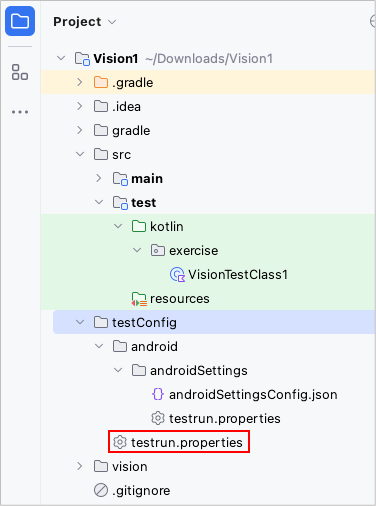 Project
Vision1 ~/Downloads/Vision1
.gradle
.idea
gradle
src
main
test
kotlin
exercise
VisionTestClass1
resources
testConfig
android
androidSettings
androidSettingsConfig.json
testrun.properties
testrun.properties
vision
.gitignore